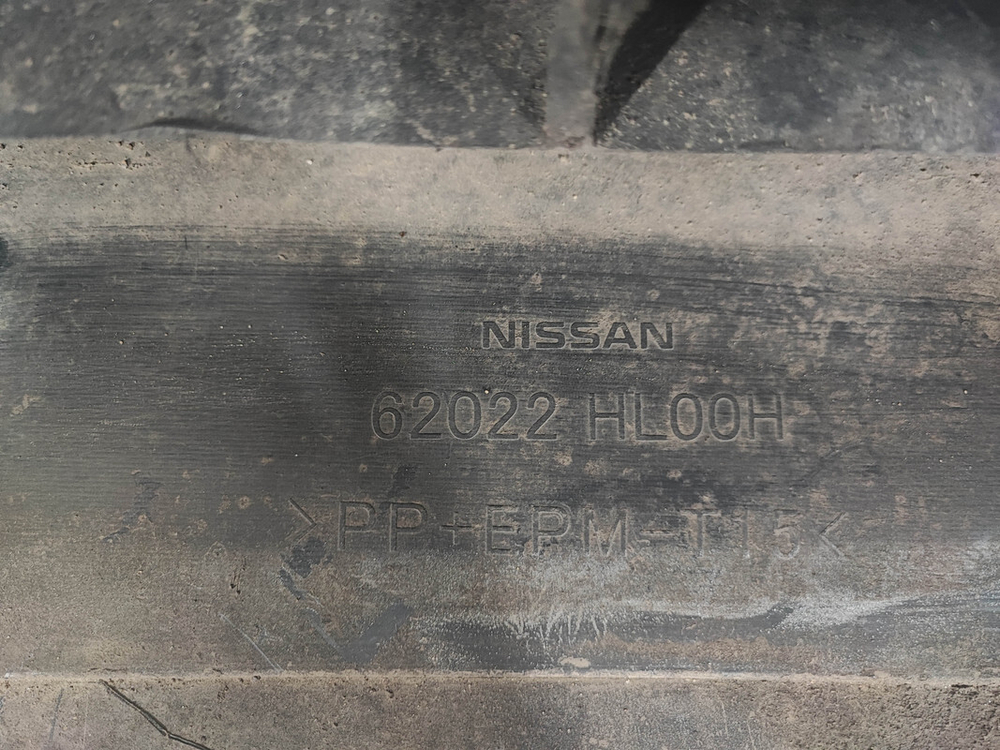 NISSAN
62022 HL00H
>PP+EPM-T15<